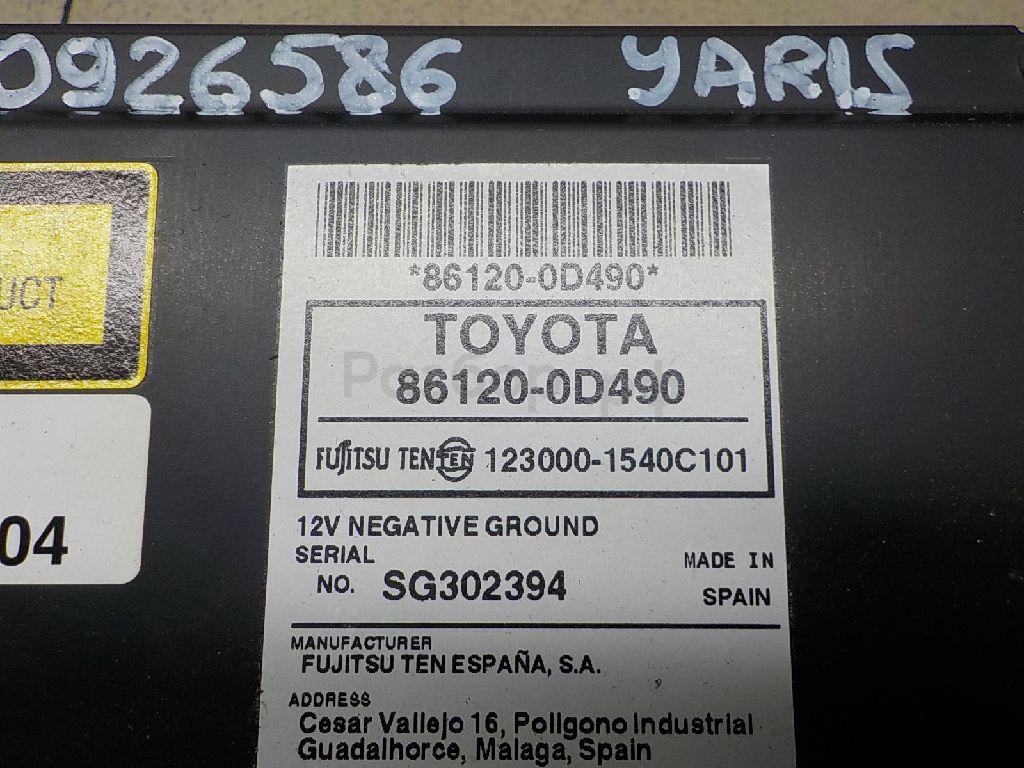 0926586 YARIS
*86120-0D490*
TOYOTA
86120-0D490
FUJITSU TEN TEN 123000-1540C101
12V NEGATIVE GROUND
SERIAL
NO. SG302394
MADE IN
SPAIN
MANUFACTURER
FUJITSU TEN ESPAÑA, S.A.
ADDRESS
Cesar Vallejo 16, Poligono Industrial
Guadalhorce, Malaga, Spain
UCT
04